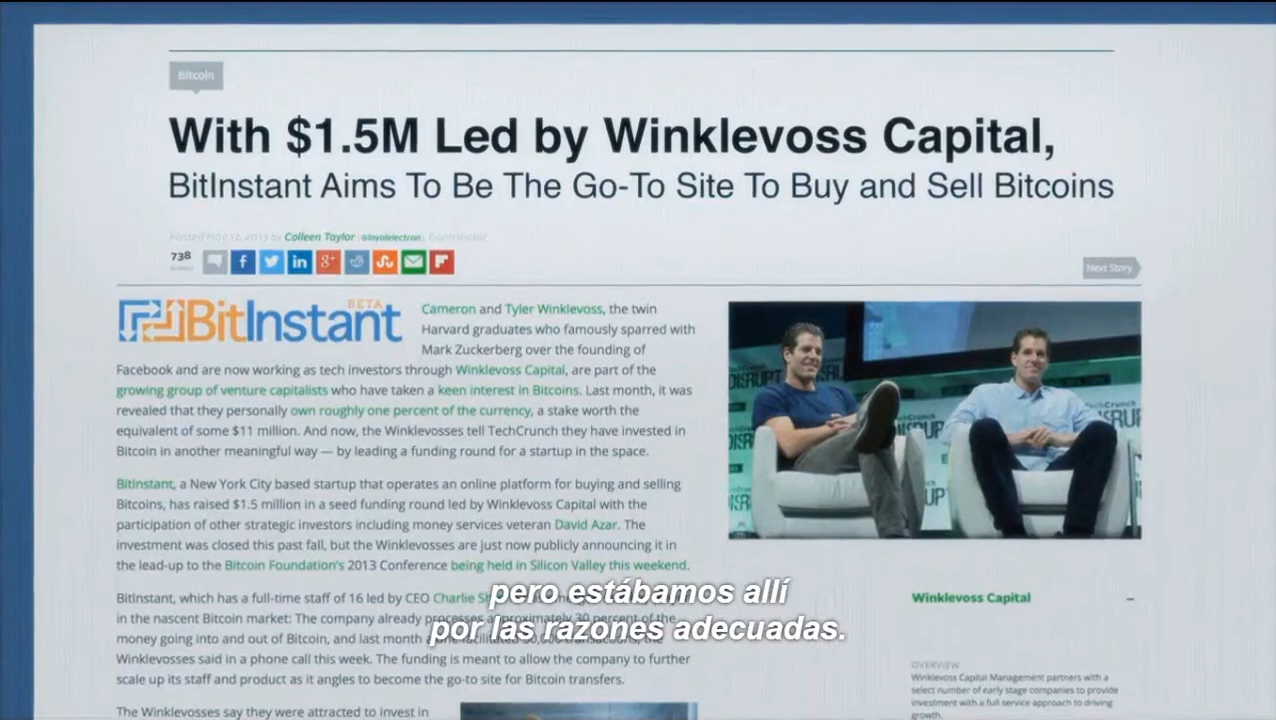 Bitcoin
With $1.5M Led by Winklevoss Capital,
BitInstant Aims To Be The Go-To Site To Buy and Sell Bitcoins
Colleen Taylor
738
Next Story
BitInstant BETA
Cameron and Tyler Winklevoss, the twin
Harvard graduates who famously sparred with
Mark Zuckerberg over the founding of
Facebook and are now working as tech investors through Winklevoss Capital, are part of the
growing group of venture capitalists who have taken a keen interest in Bitcoins. Last month, it was
revealed that they personally own roughly one percent of the currency, a stake worth the
equivalent of some $11 million. And now, the Winklevosses tell TechCrunch they have invested in
Bitcoin in another meaningful way — by leading a funding round for a startup in the space.
BitInstant, a New York City based startup that operates an online platform for buying and selling
Bitcoins, has raised $1.5 million in a seed funding round led by Winklevoss Capital with the
participation of other strategic investors including money services veteran David Azar. The
investment was closed this past fall, but the Winklevosses are just now publicly announcing it in
the lead-up to the Bitcoin Foundation's 2013 Conference being held in Silicon Valley this weekend.
BitInstant, which has a full-time staff of 16 led by CEO Charlie
in the nascent Bitcoin market: The company already processes approximately 30 percent of the
money going into and out of Bitcoin, and last month alone facilitated 30,000 transactions, the
Winklevosses said in a phone call this week. The funding is meant to allow the company to further
scale up its staff and product as it angles to become the go-to site for Bitcoin transfers.
The Winklevosses say they were attracted to invest in
DISRUPT
TechCrunch
Winklevoss Capital
OVERVIEW
Winklevoss Capital Management partners with a
select number of early stage companies to provide
investment with a full service approach to driving
growth.
pero estábamos allí
por las razones adecuadas.